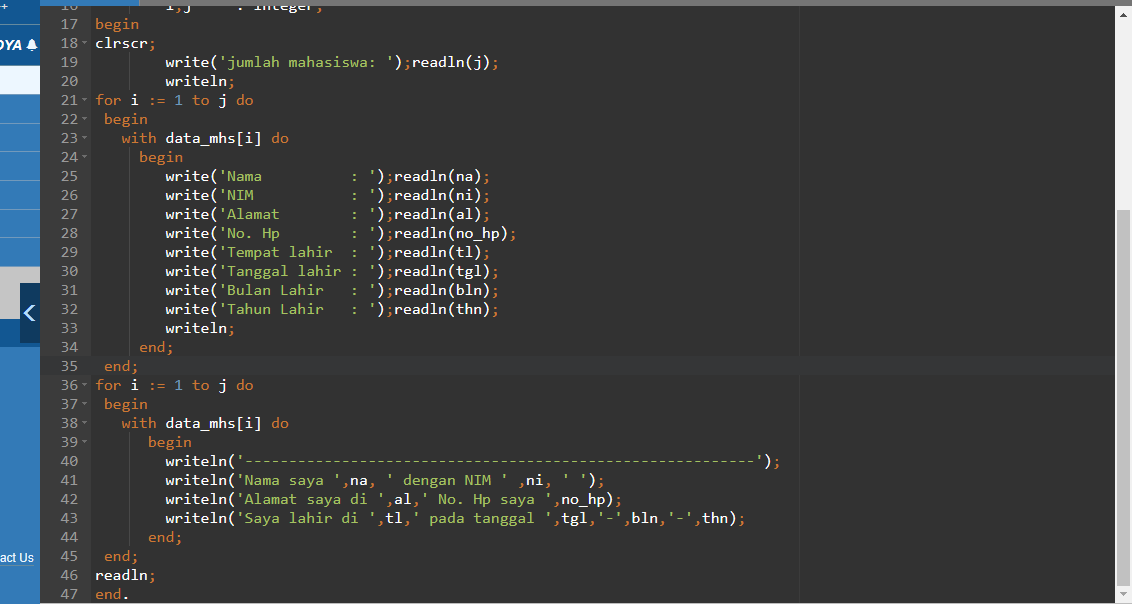 +
16 i,j : integer;
17 begin
OYA
18 clrscr;
19 write('jumlah mahasiswa: ');readln(j);
20 writeln;
21 for i := 1 to j do
22 begin
23 with data_mhs[i] do
24 begin
25 write('Nama          : ');readln(na);
26 write('NIM           : ');readln(ni);
27 write('Alamat        : ');readln(al);
28 write('No. Hp        : ');readln(no_hp);
29 write('Tempat lahir  : ');readln(tl);
30 write('Tanggal lahir : ');readln(tgl);
31 write('Bulan Lahir   : ');readln(bln);
32 write('Tahun Lahir   : ');readln(thn);
33 writeln;
34 end;
35 end;
36 for i := 1 to j do
37 begin
38 with data_mhs[i] do
39 begin
40 writeln('----------------------------------------------------------');
41 writeln('Nama saya ',na, ' dengan NIM ' ,ni, ' ');
42 writeln('Alamat saya di ',al,' No. Hp saya ',no_hp);
43 writeln('Saya lahir di ',tl,' pada tanggal ',tgl,'-',bln,'-',thn);
44 end;
45 end;
act Us
46 readln;
47 end.